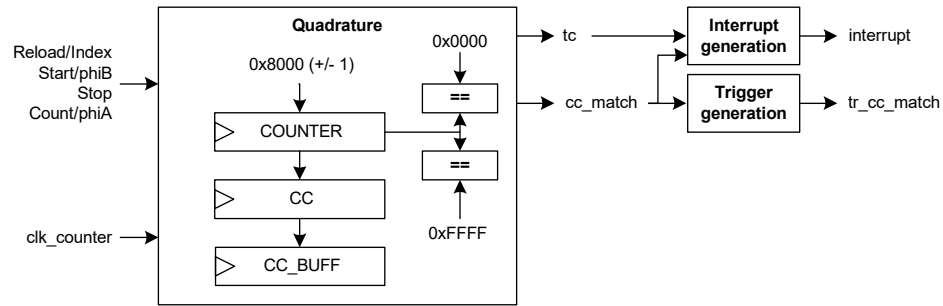 Quadrature
Reload/Index
Start/phiB
Stop
Count/phiA
clk_counter
0x8000 (+/- 1)
COUNTER
CC
CC_BUFF
0x0000
==
==
0xFFFF
tc
cc_match
Interrupt
generation
interrupt
Trigger
generation
tr_cc_match